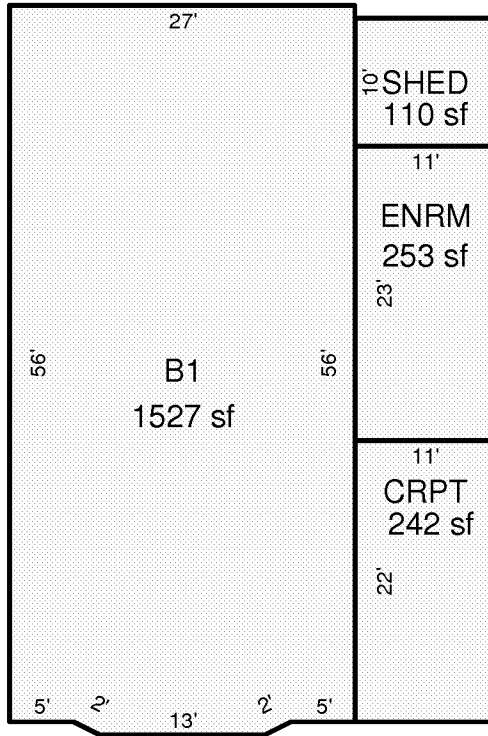 27'
10'
SHED
110 sf
11'
ENRM
253 sf
23'
56'
56'
B1
1527 sf
11'
CRPT
242 sf
22'
5'
2'
13'
2'
5'